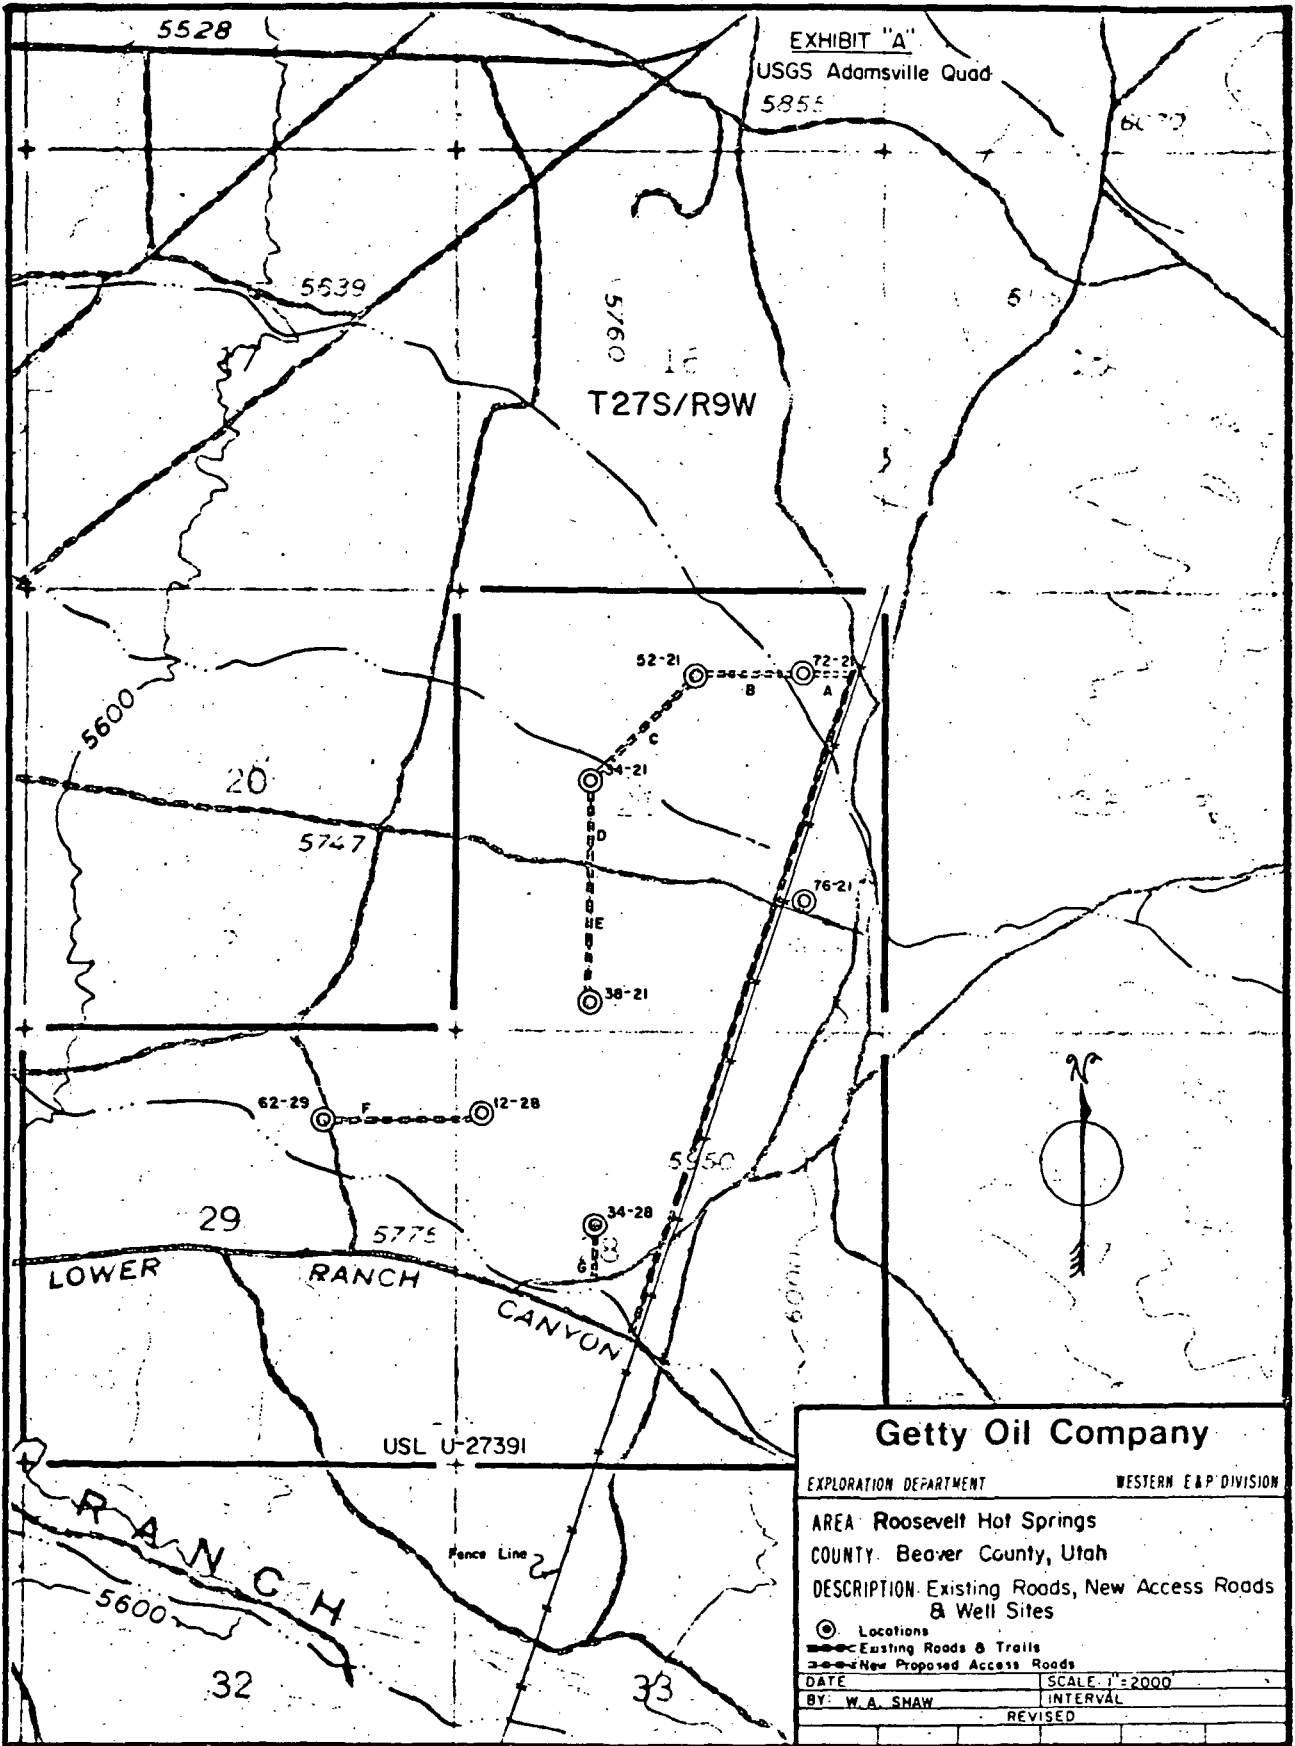 5528
EXHIBIT "A"
USGS Adamsville Quad
5855
5639
5760
16
T27S/R9W
52-21
72-21
B
A
C
5600
20
34-21
D
5747
76-21
E
38-21
62-29
F
12-28
N
5950
34-28
29
5775
G
LOWER RANCH CANYON
6000
USL U-27391
RANCH
Fence Line
5600
32
33
Getty Oil Company
EXPLORATION DEPARTMENT WESTERN E&P DIVISION
AREA Roosevelt Hot Springs
COUNTY. Beaver County, Utah
DESCRIPTION. Existing Roads, New Access Roads
& Well Sites
Locations
Existing Roads & Trails
New Proposed Access Roads
DATE SCALE: 1"=2000'
BY: W. A. SHAW INTERVAL
REVISED